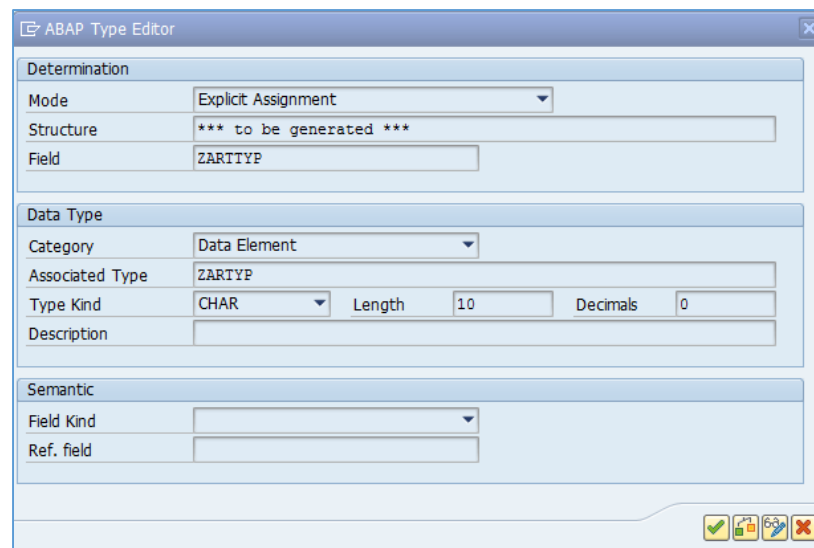 ABAP Type Editor
Determination
Mode Explicit Assignment
Structure *** to be generated ***
Field ZARTTYP
Data Type
Category Data Element
Associated Type ZARTYP
Type Kind CHAR Length 10 Decimals 0
Description
Semantic
Field Kind
Ref. field